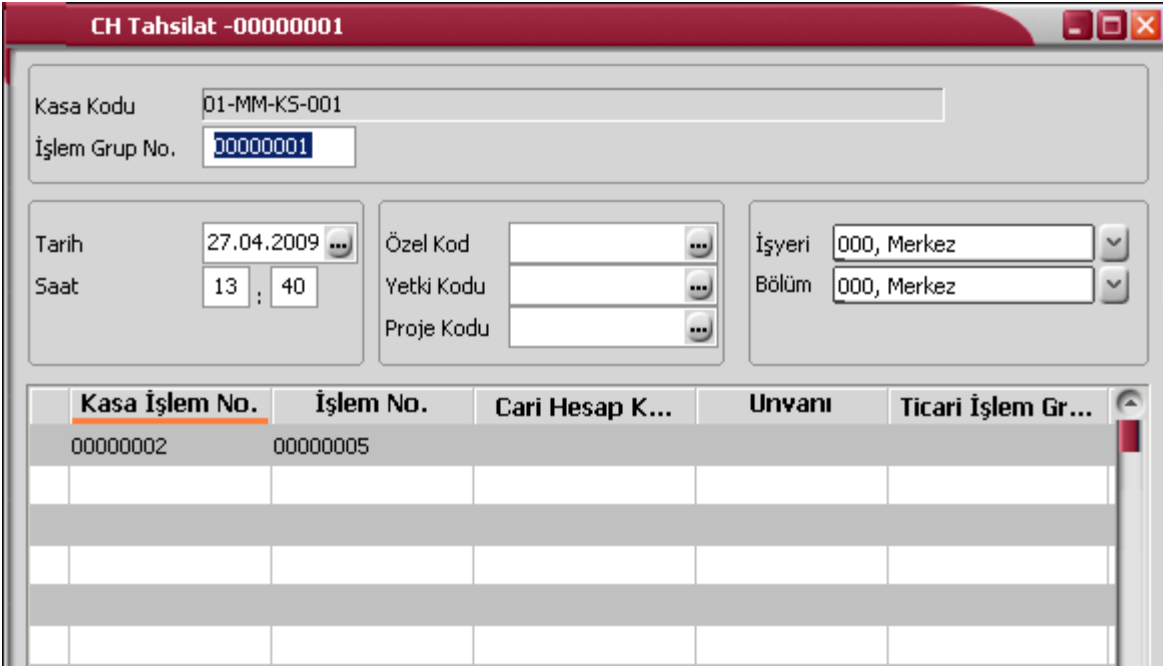 CH Tahsilat -00000001
Kasa Kodu 01-MM-KS-001
İşlem Grup No. 00000001
Tarih 27.04.2009 ... Özel Kod ... İşyeri 000, Merkez
Saat 13 : 40 Yetki Kodu ... Bölüm 000, Merkez
Proje Kodu ...
Kasa İşlem No. İşlem No. Cari Hesap K... Unvanı Ticari İşlem Gr...
00000002 00000005